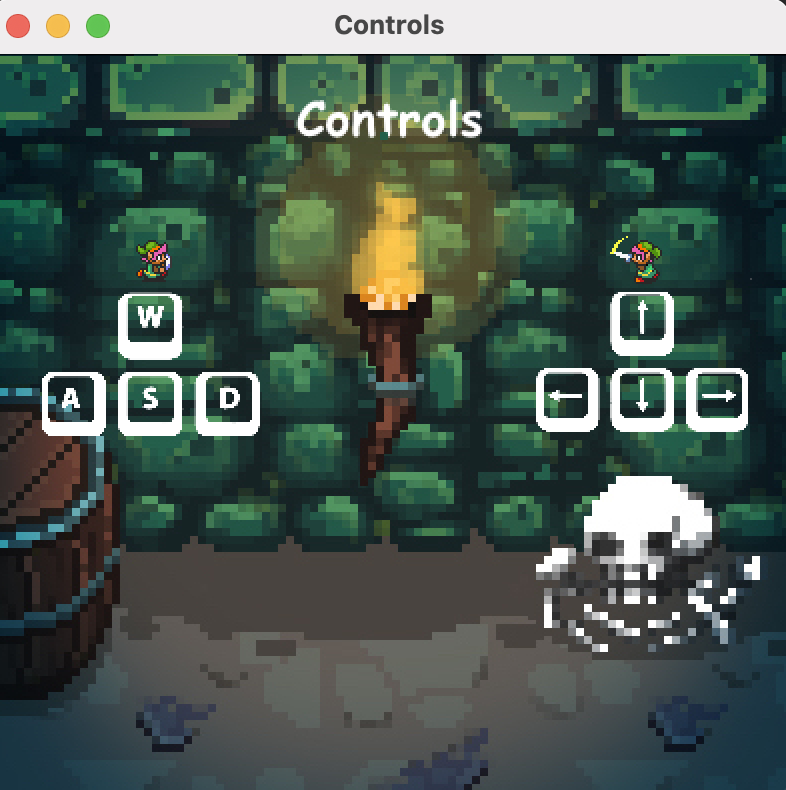 Controls
Controls
W
↑
A S D
← ↓ →